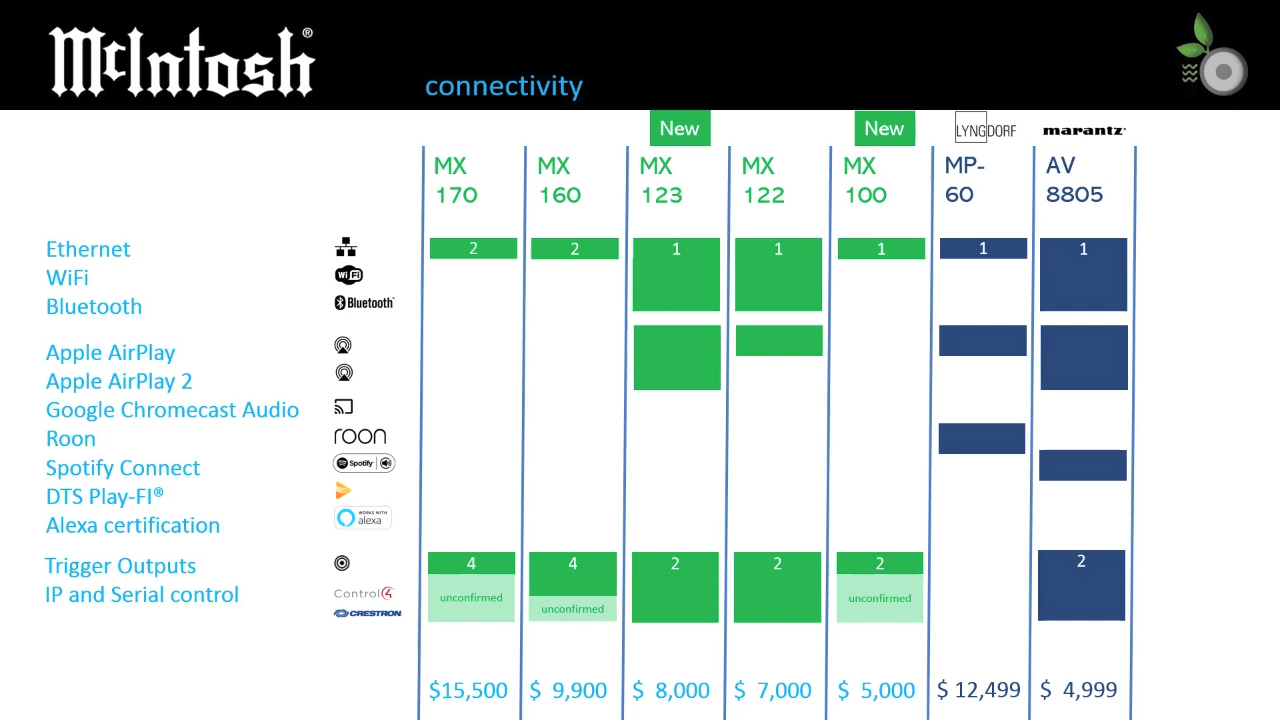 McIntosh®
connectivity
New New LYNGDORF marantz®
MX 170 MX 160 MX 123 MX 122 MX 100 MP-60 AV 8805
Ethernet 2 2 1 1 1 1 1
WiFi WiFi
Bluetooth Bluetooth®
Apple AirPlay
Apple AirPlay 2
Google Chromecast Audio
Roon roon
Spotify Connect Spotify
DTS Play-FI®
Alexa certification WORKS WITH alexa
Trigger Outputs 4 4 2 2 2 2
IP and Serial control Control4 unconfirmed unconfirmed unconfirmed
CRESTRON
$15,500 $ 9,900 $ 8,000 $ 7,000 $ 5,000 $ 12,499 $ 4,999